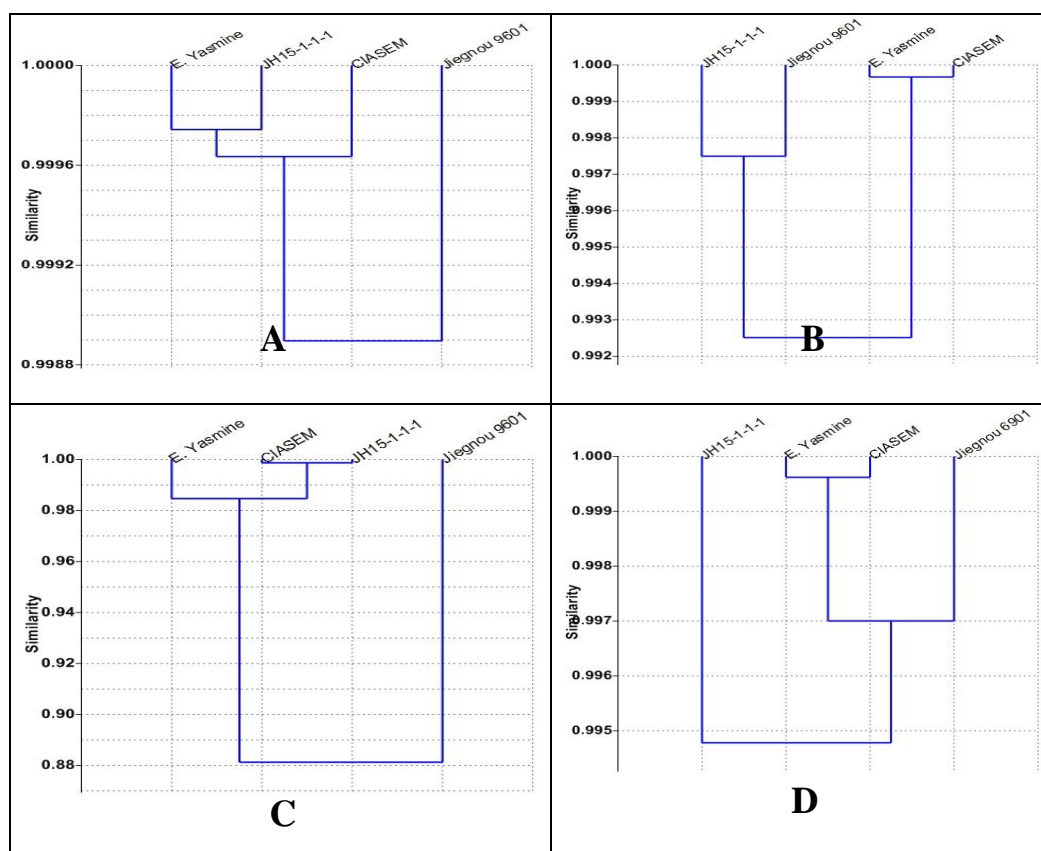 E. Yasmine
JH15-1-1-1
CIASEM
Jiegnou 9601
1.0000
0.9996
0.9992
0.9988
Similarity
A
JH15-1-1-1
Jiegnou 9601
E. Yasmine
CIASEM
1.000
0.999
0.998
0.997
0.996
0.995
0.994
0.993
0.992
Similarity
B
E. Yasmine
CIASEM
JH15-1-1-1
Jiegnou 9601
1.00
0.98
0.96
0.94
0.92
0.90
0.88
Similarity
C
JH15-1-1-1
E. Yasmine
CIASEM
Jiegnou 6901
1.000
0.999
0.998
0.997
0.996
0.995
Similarity
D